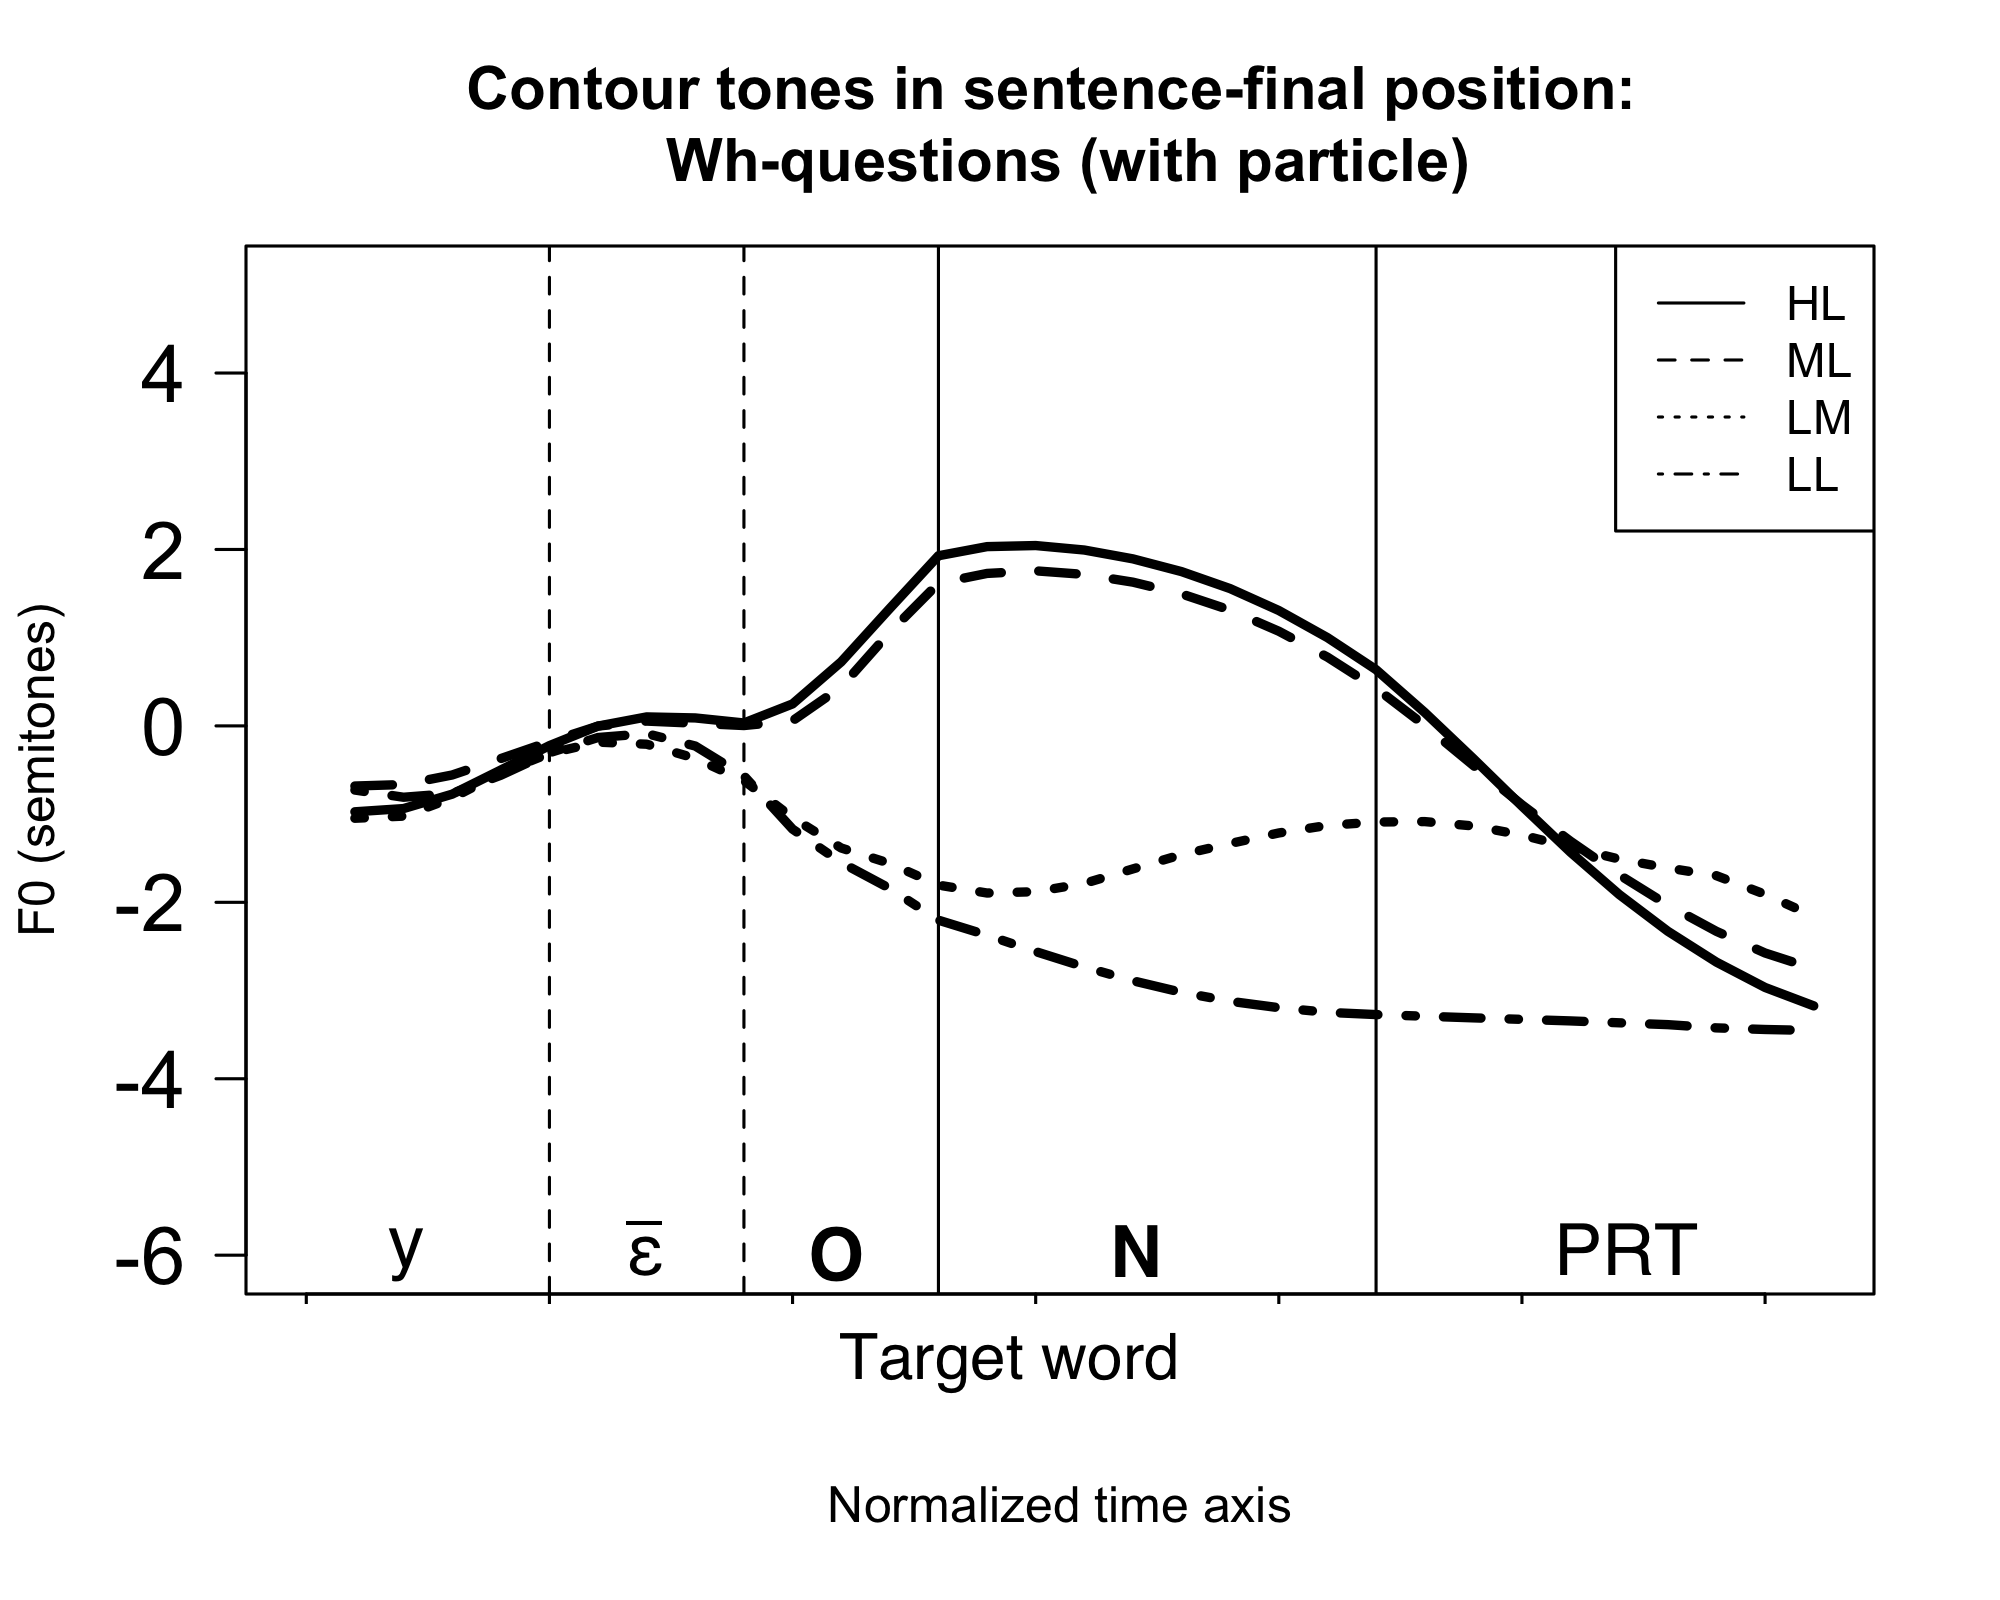 Contour tones in sentence-final position:
Wh-questions (with particle)
HL
ML
LM
LL
F0 (semitones)
4
2
0
-2
-4
-6
y ε̅ O N PRT
Target word
Normalized time axis